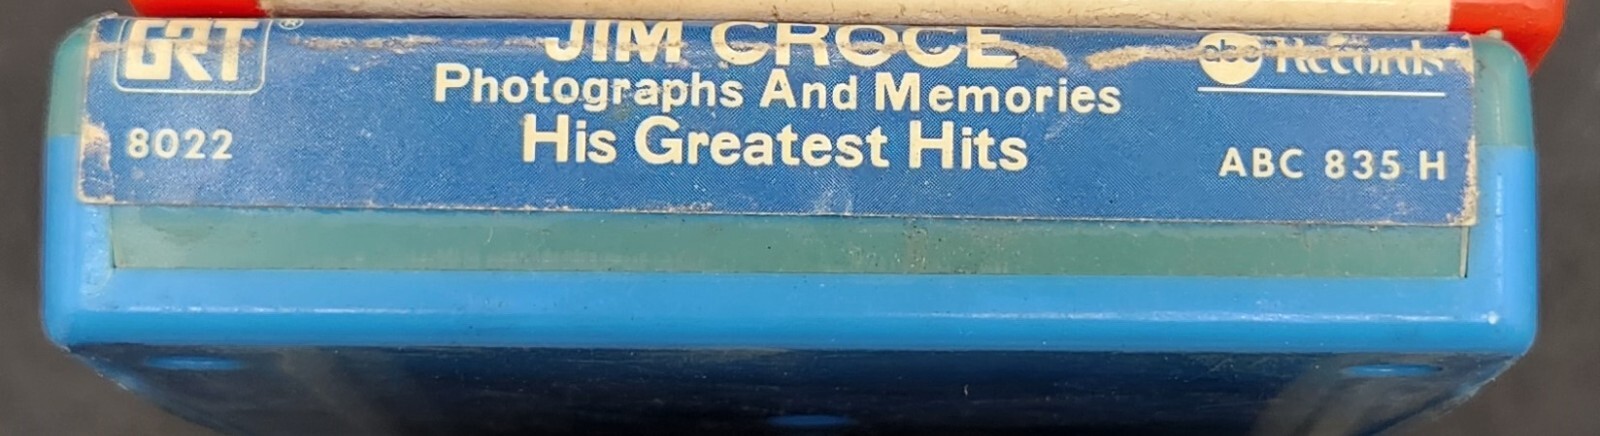 GRT ®
JIM CROCE
abc Records
Photographs And Memories
8022
His Greatest Hits
ABC 835 H